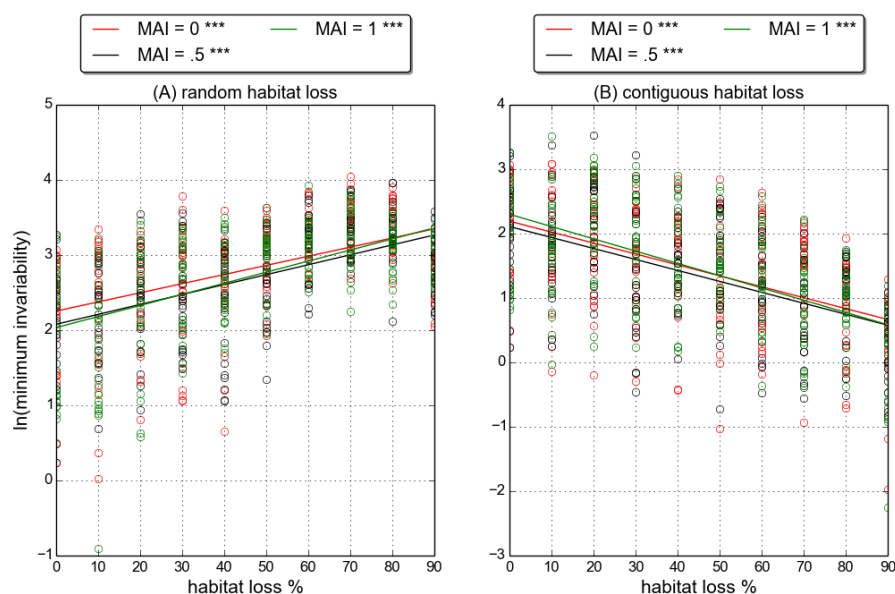 MAI = 0 *** MAI = 1 ***
MAI = .5 ***
MAI = 0 *** MAI = 1 ***
MAI = .5 ***
(A) random habitat loss
5
4
3
2
1
0
−1
ln(minimum invariability)
0 10 20 30 40 50 60 70 80 90
habitat loss %
(B) contiguous habitat loss
4
3
2
1
0
−1
−2
−3
0 10 20 30 40 50 60 70 80 90
habitat loss %